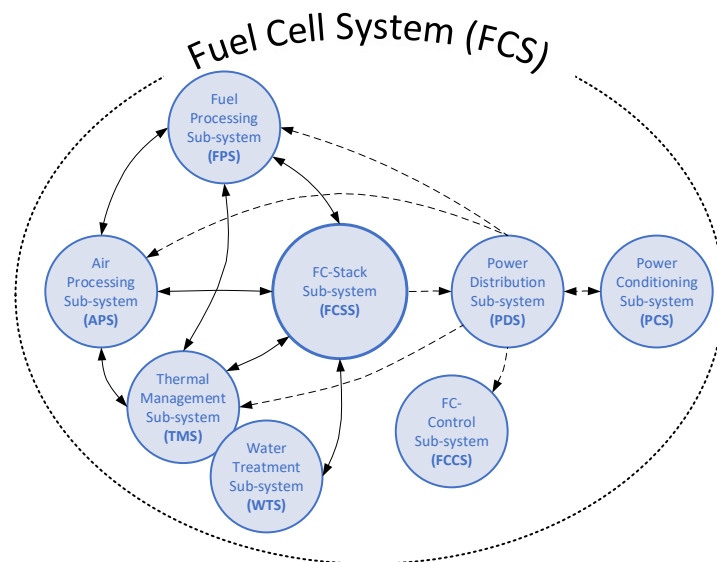 Fuel Cell System (FCS)
Fuel
Processing
Sub-system
(FPS)
Air
Processing
Sub-system
(APS)
FC-Stack
Sub-system
(FCSS)
Power
Distribution
Sub-system
(PDS)
Power
Conditioning
Sub-system
(PCS)
Thermal
Management
Sub-system
(TMS)
Water
Treatment
Sub-system
(WTS)
FC-
Control
Sub-system
(FCCS)